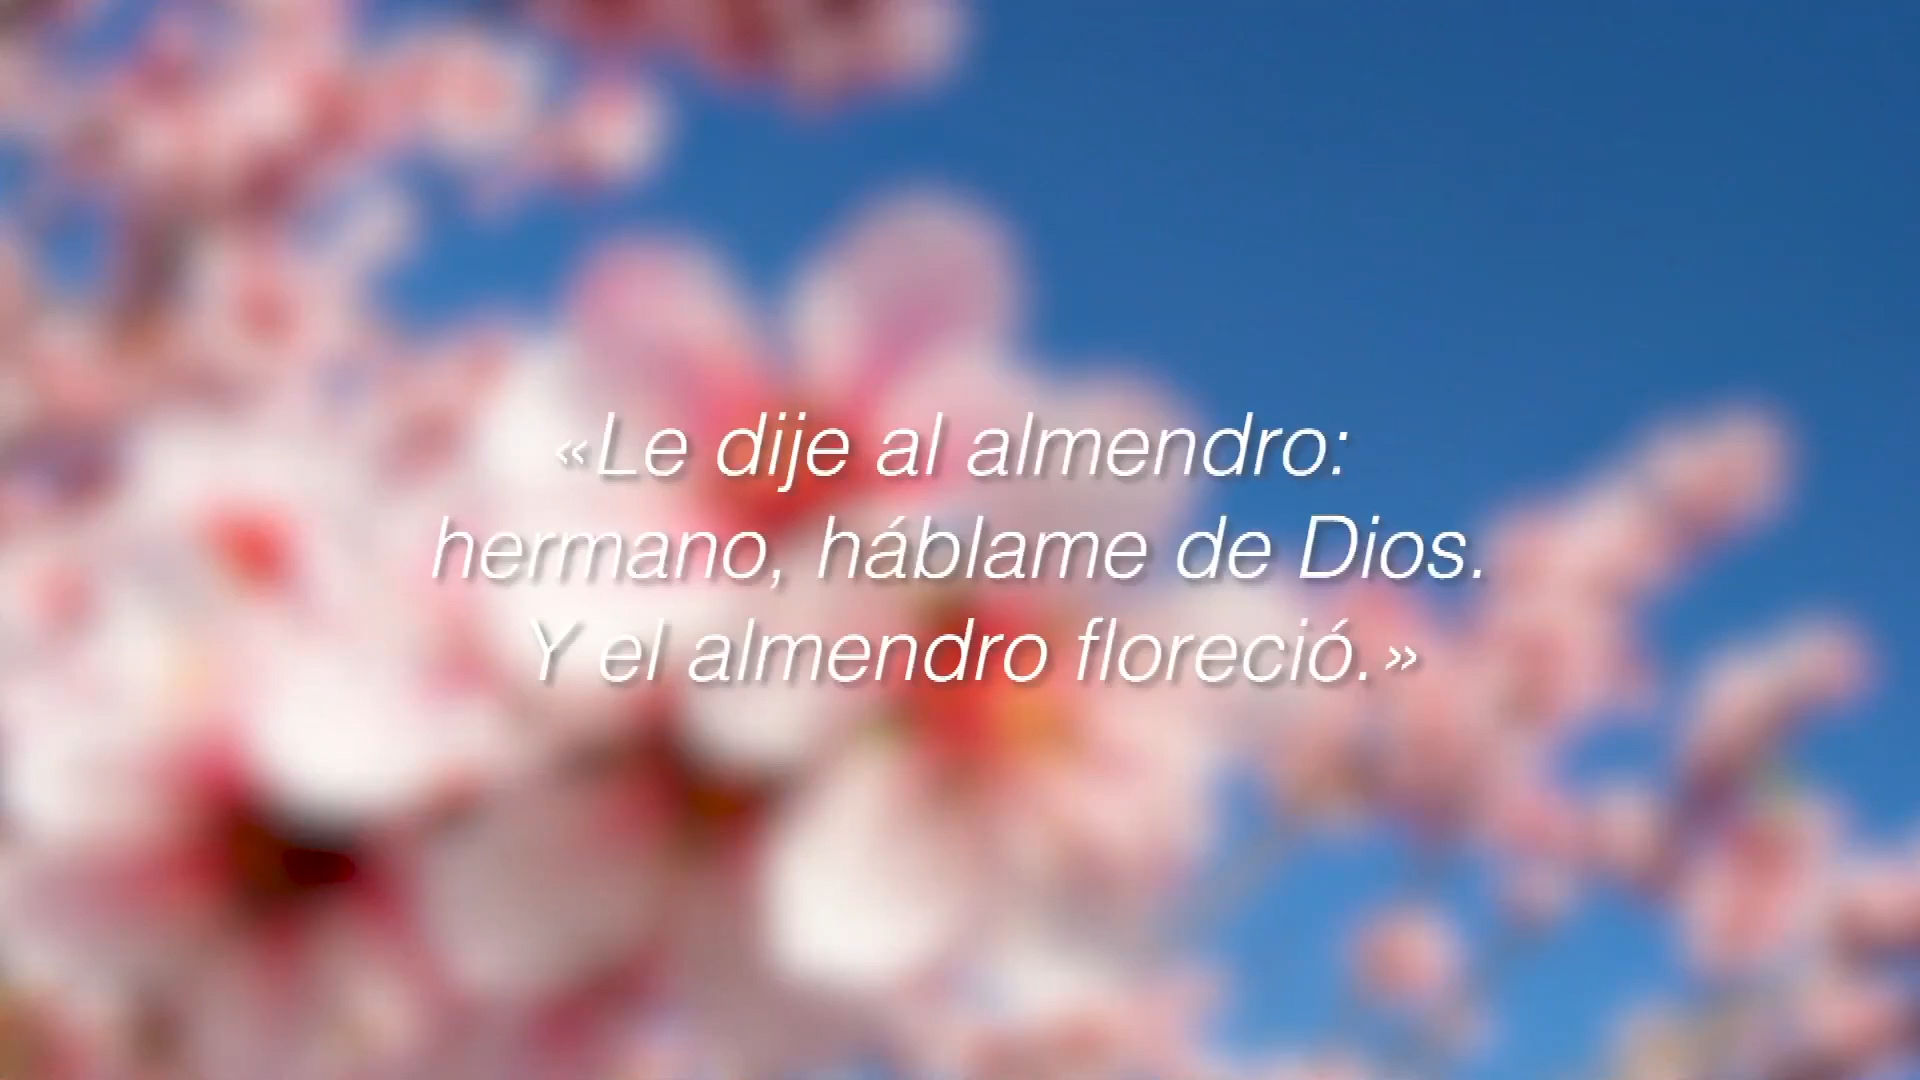 «Le dije al almendro:
hermano, háblame de Dios.
Y el almendro floreció.»